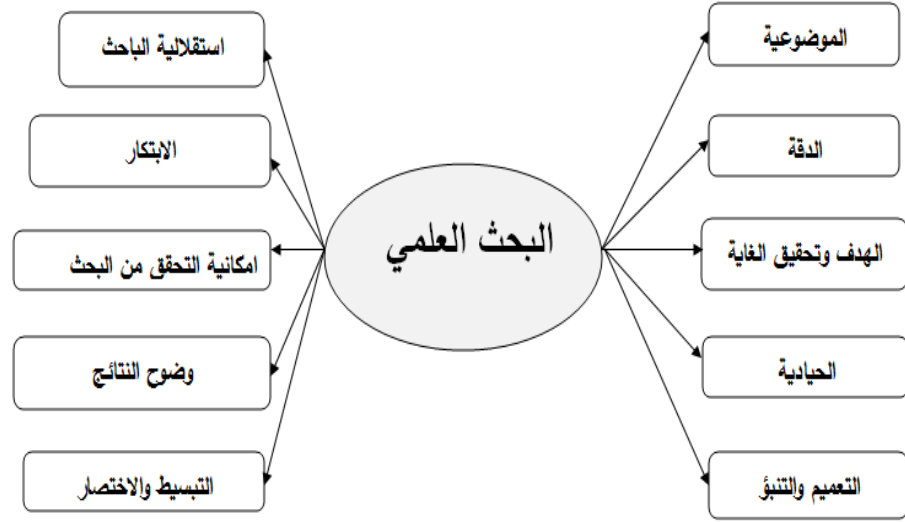 الموضوعية
استقلالية الباحث
الدقة
الابتكار
البحث العلمي
الهدف وتحقيق الغاية
امكانية التحقق من البحث
الحيادية
وضوح النتائج
التعميم والتنبؤ
التبسيط والاختصار